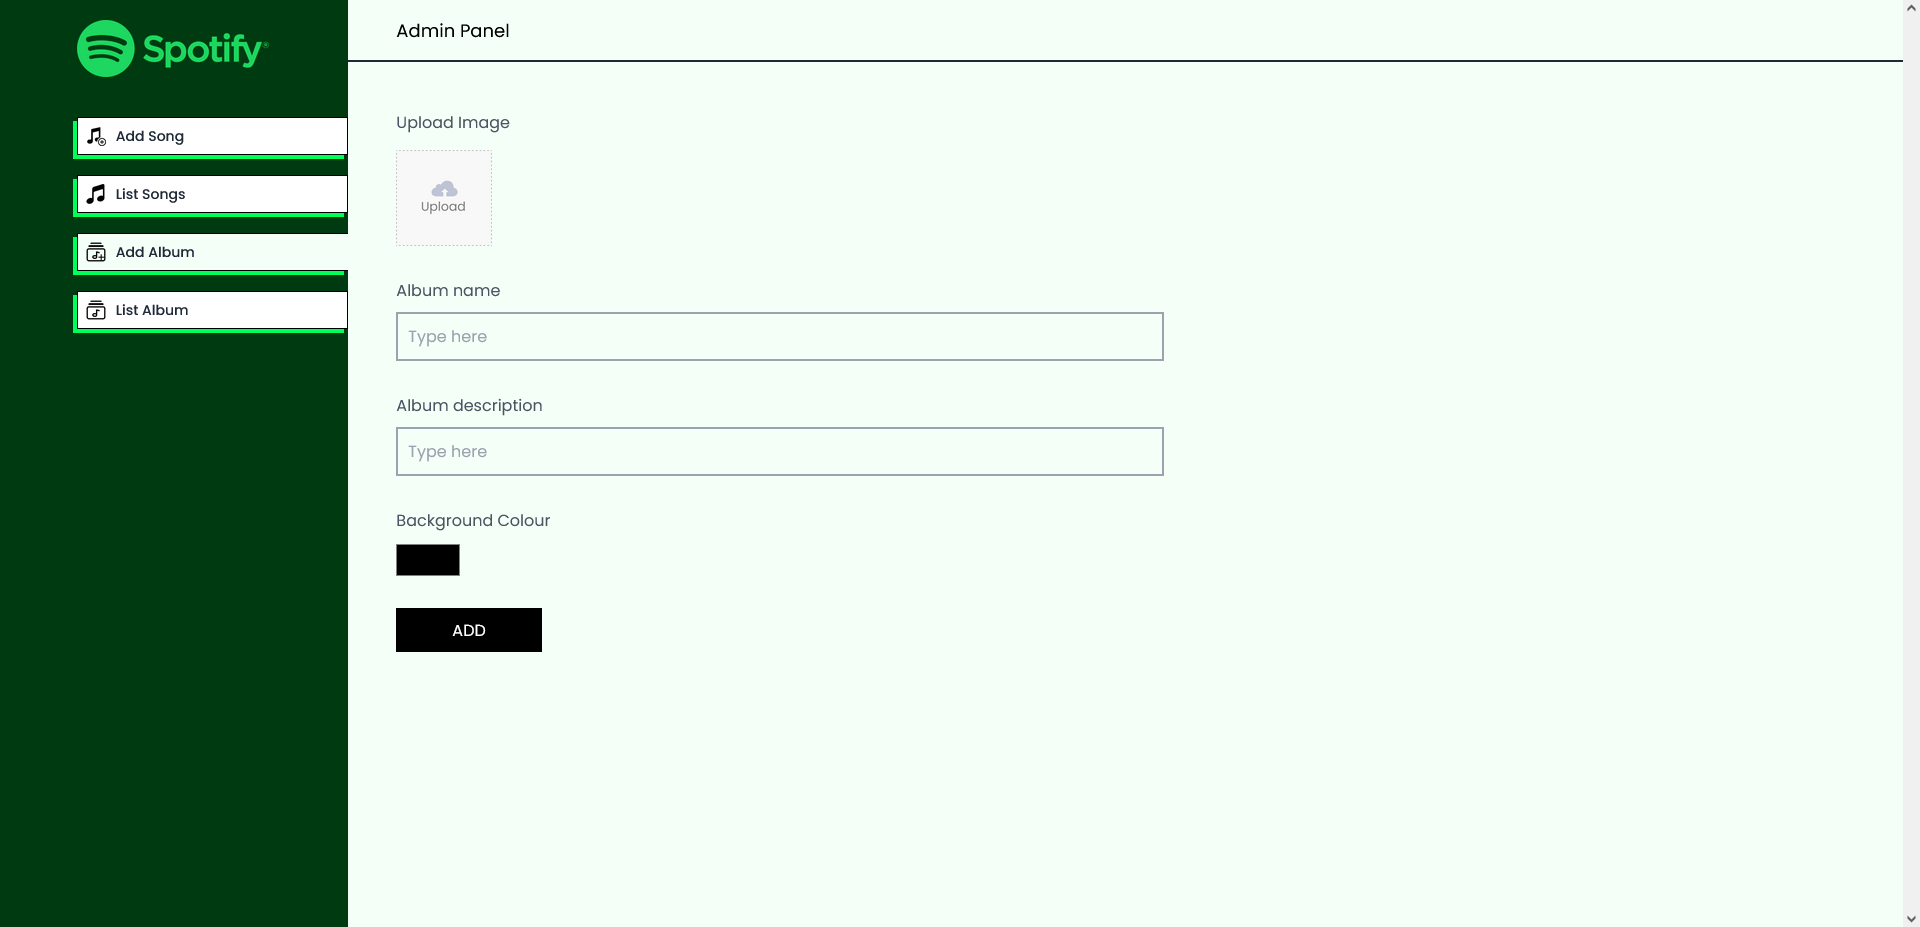 Spotify®
Add Song
List Songs
Add Album
List Album
Admin Panel
Upload Image
Upload
Album name
Type here
Album description
Type here
Background Colour
ADD